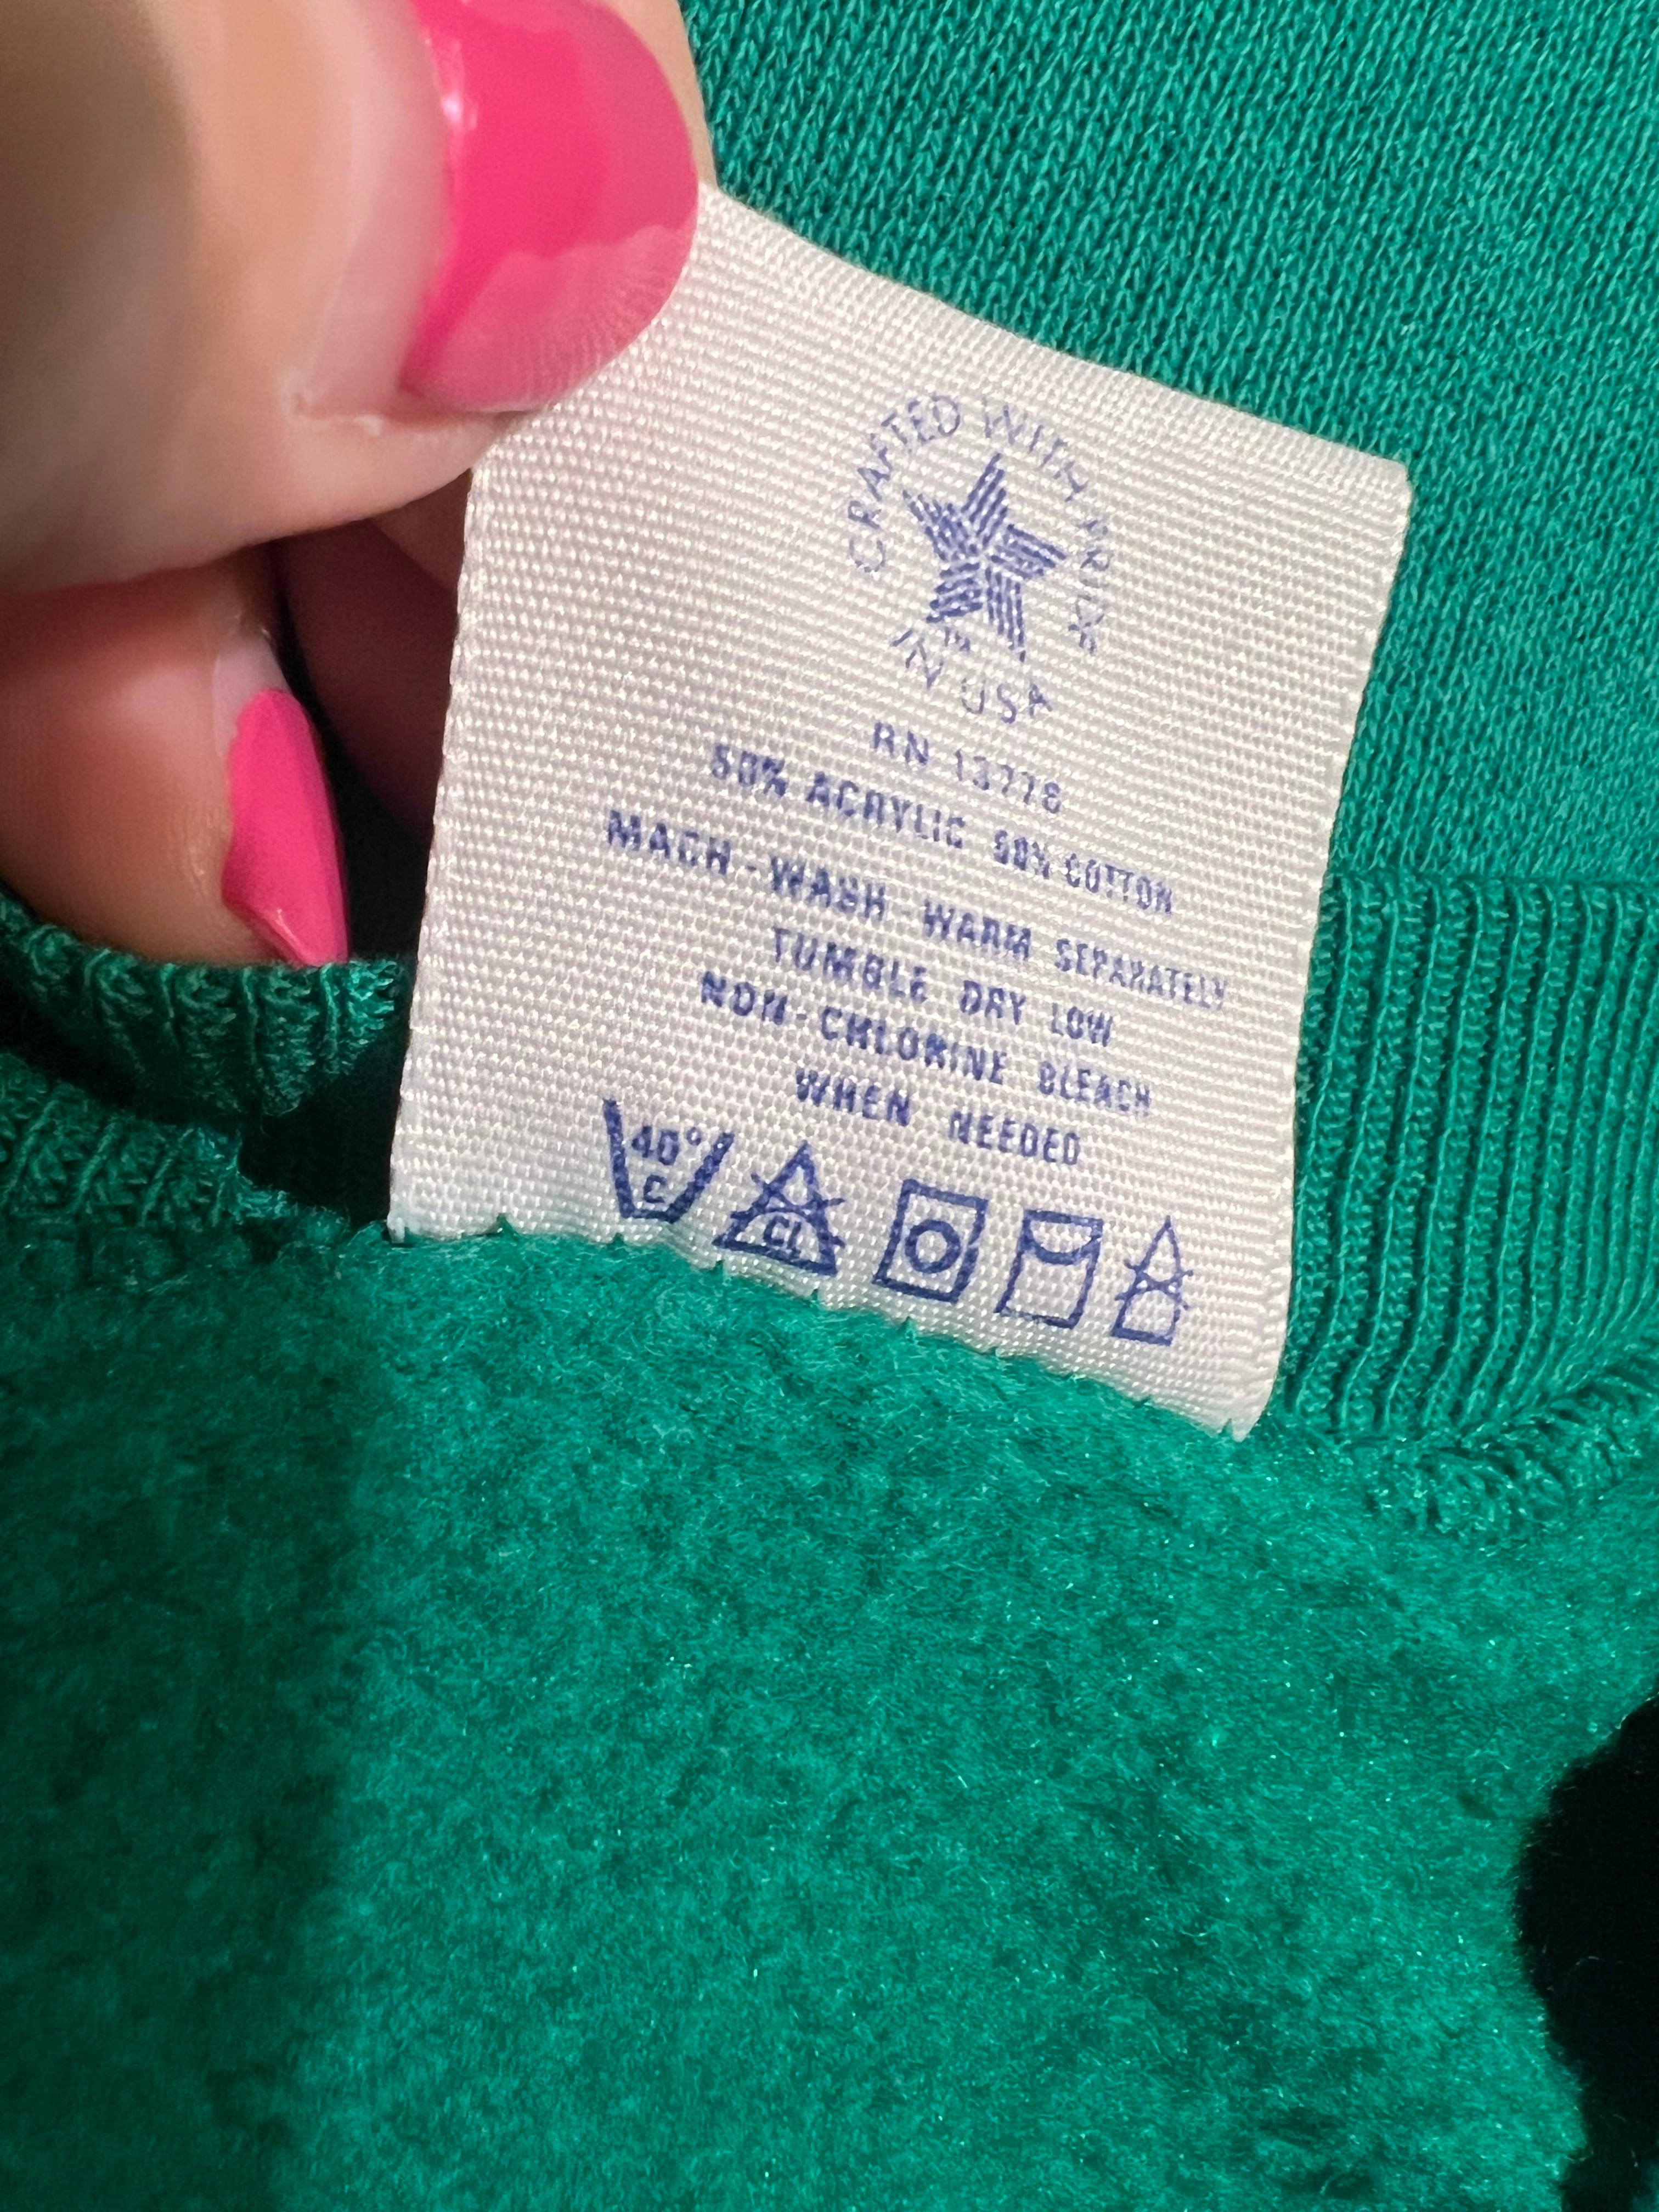 CRAFTED WITH PRIDE
IN USA
TM
RN 13778
50% ACRYLIC 50% COTTON
MACH-WASH WARM SEPARATELY
TUMBLE DRY LOW
NON-CHLORINE BLEACH
WHEN NEEDED
40°
C
CL